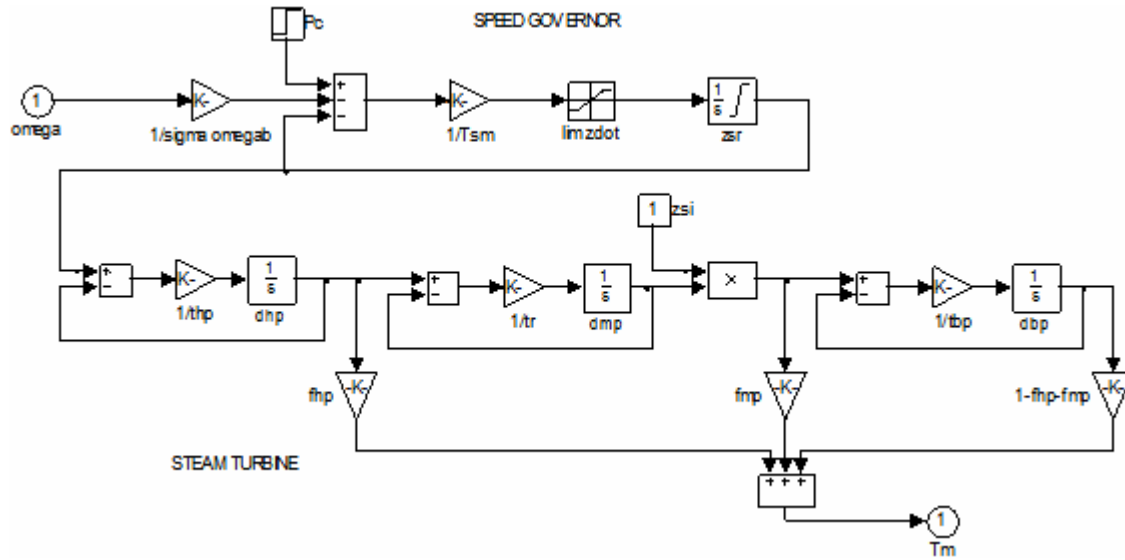 SPEED GOVERNOR
Pc
+
1
K-
−
K-
1
s
omega
1/sigma omegab
−
1/Tsm
limzdot
zsr
1
zsi
+
−
K-
1
s
+
−
K-
1
s
×
+
−
K-
1
s
1/thp
dhp
1/tr
dmp
1/tbp
dbp
fhp
-K-
fmp
-K-
1-fhp-fmp
-K-
STEAM TURBINE
+ + +
1
Tm